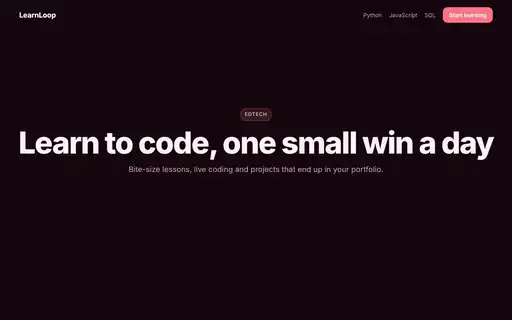 LearnLoop
Python JavaScript SQL Start learning
EDTECH
Learn to code, one small win a day
Bite-size lessons, live coding and projects that end up in your portfolio.